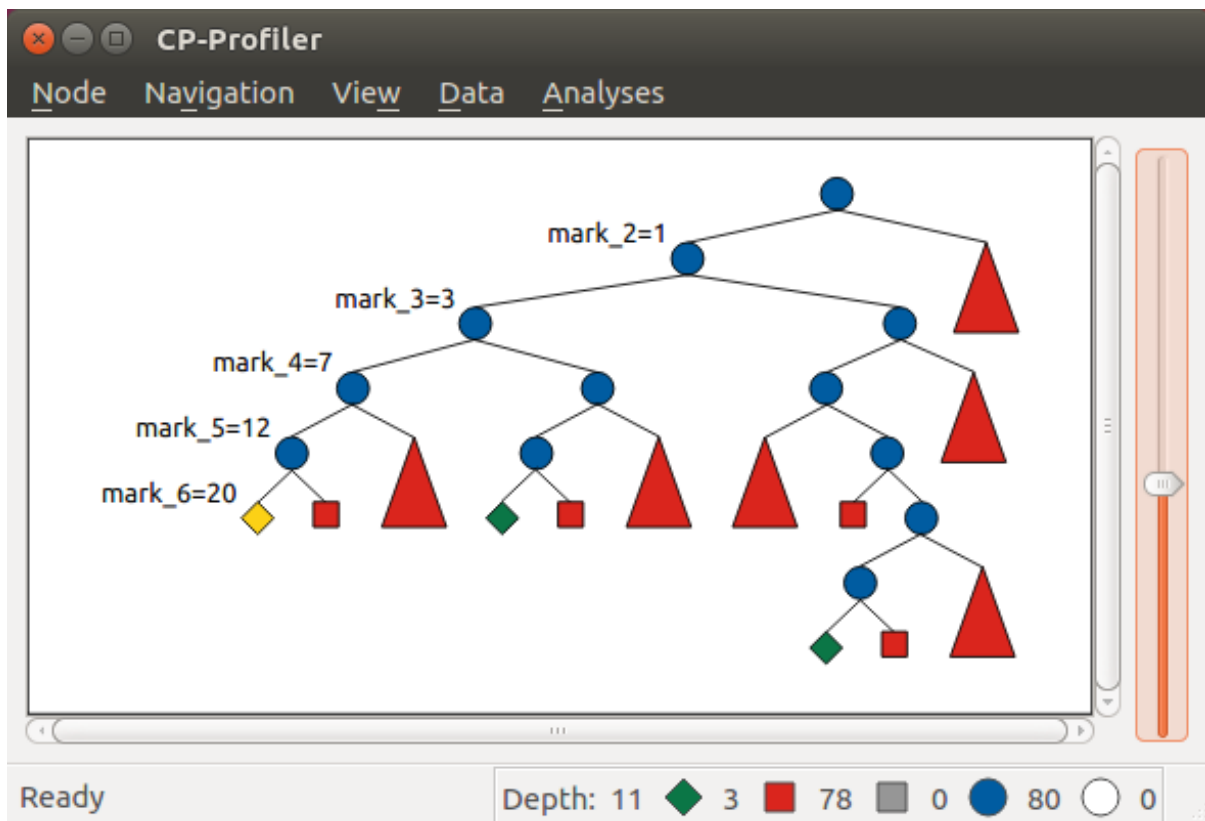 CP-Profiler
Node Navigation View Data Analyses
mark_2=1
mark_3=3
mark_4=7
mark_5=12
mark_6=20
Ready Depth: 11 3 78 0 80 0